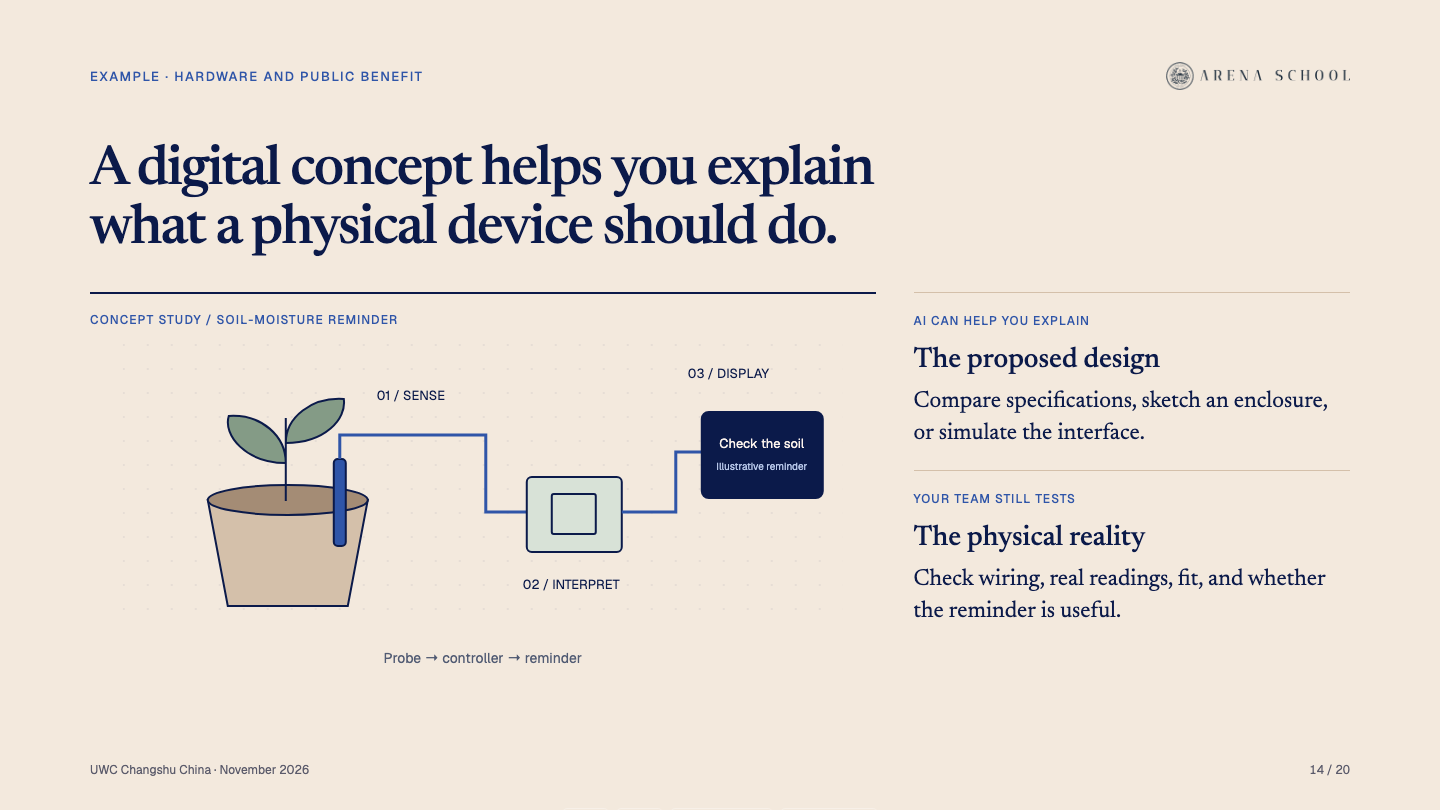 EXAMPLE · HARDWARE AND PUBLIC BENEFIT
ARENA SCHOOL
A digital concept helps you explain
what a physical device should do.
CONCEPT STUDY / SOIL-MOISTURE REMINDER
01 / SENSE
03 / DISPLAY
Check the soil
Illustrative reminder
02 / INTERPRET
Probe → controller → reminder
AI CAN HELP YOU EXPLAIN
The proposed design
Compare specifications, sketch an enclosure,
or simulate the interface.
YOUR TEAM STILL TESTS
The physical reality
Check wiring, real readings, fit, and whether
the reminder is useful.
UWC Changshu China · November 2026
14 / 20